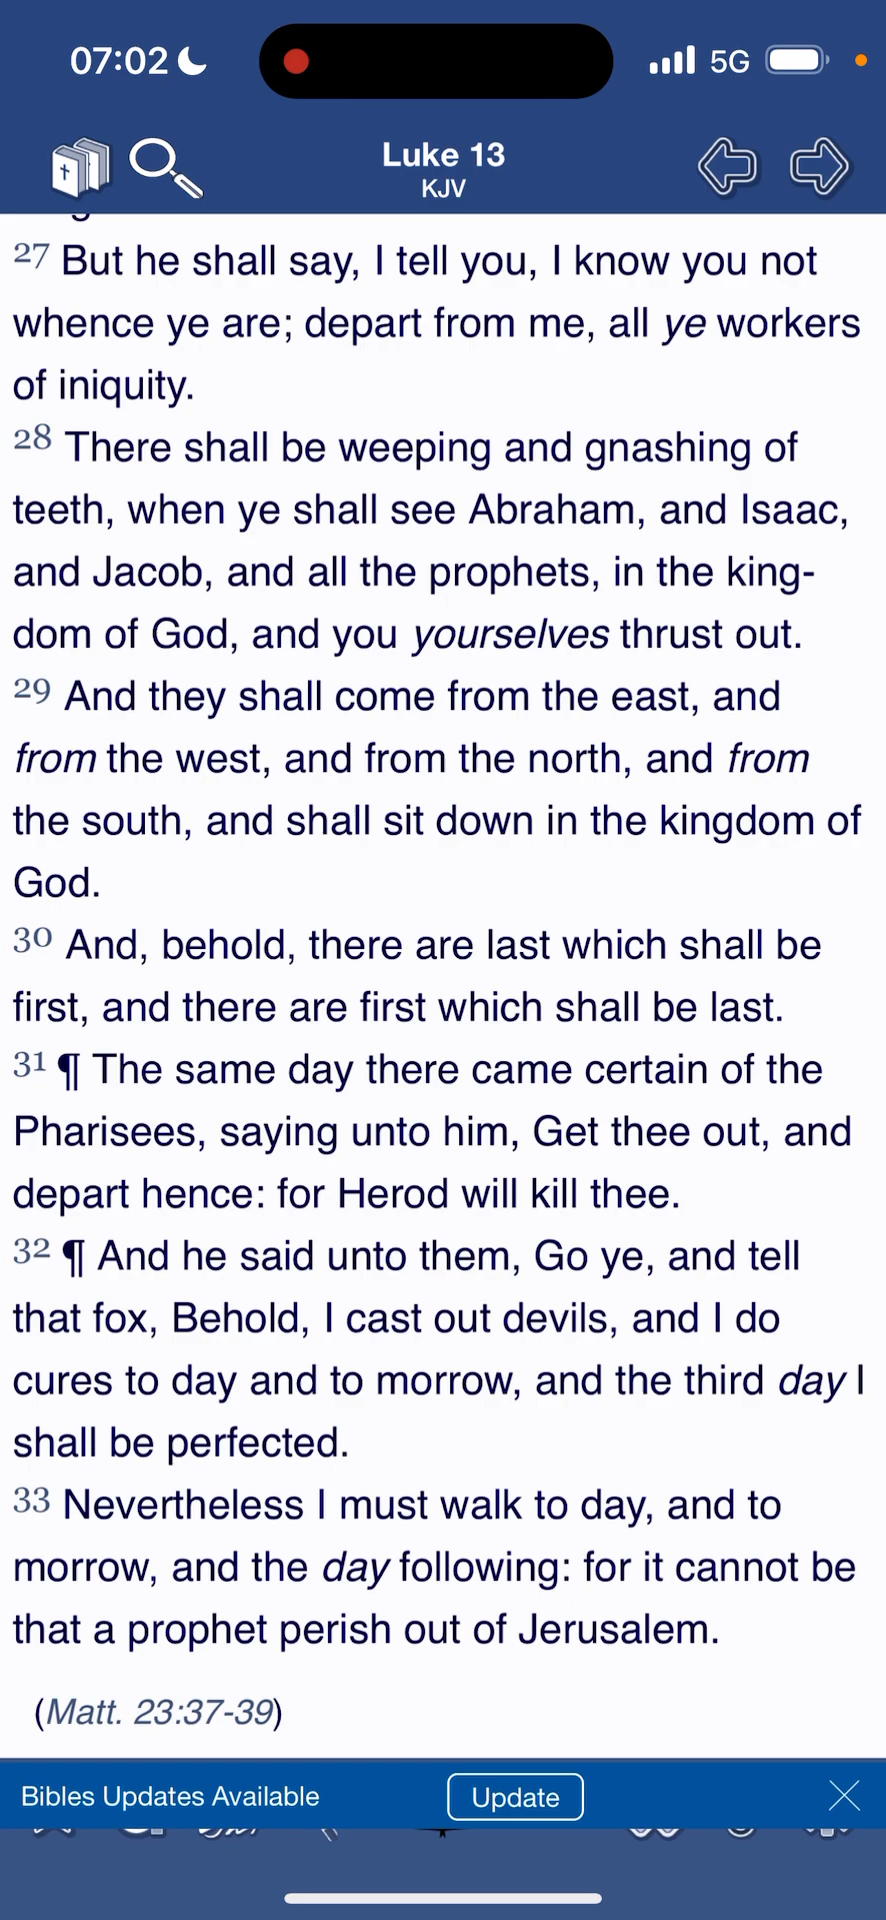 07:02
5G
Luke 13
KJV
27 But he shall say, I tell you, I know you not
whence ye are; depart from me, all ye workers
of iniquity.
28 There shall be weeping and gnashing of
teeth, when ye shall see Abraham, and Isaac,
and Jacob, and all the prophets, in the king-
dom of God, and you yourselves thrust out.
29 And they shall come from the east, and
from the west, and from the north, and from
the south, and shall sit down in the kingdom of
God.
30 And, behold, there are last which shall be
first, and there are first which shall be last.
31 ¶ The same day there came certain of the
Pharisees, saying unto him, Get thee out, and
depart hence: for Herod will kill thee.
32 ¶ And he said unto them, Go ye, and tell
that fox, Behold, I cast out devils, and I do
cures to day and to morrow, and the third day I
shall be perfected.
33 Nevertheless I must walk to day, and to
morrow, and the day following: for it cannot be
that a prophet perish out of Jerusalem.
(Matt. 23:37-39)
Bibles Updates Available
Update